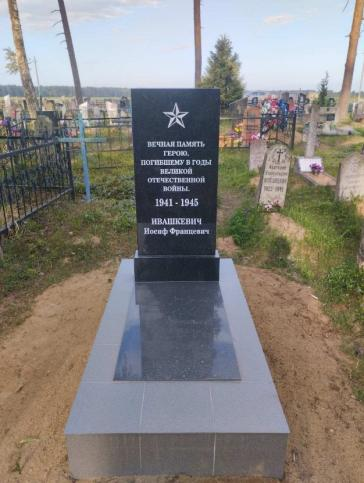 ВЕЧНАЯ ПАМЯТЬ
ГЕРОЮ,
ПОГИБШЕМУ В ГОДЫ
ВЕЛИКОЙ
ОТЕЧЕСТВЕННОЙ
ВОЙНЫ.
1941 - 1945
ИВАШКЕВИЧ
Иосиф Францевич